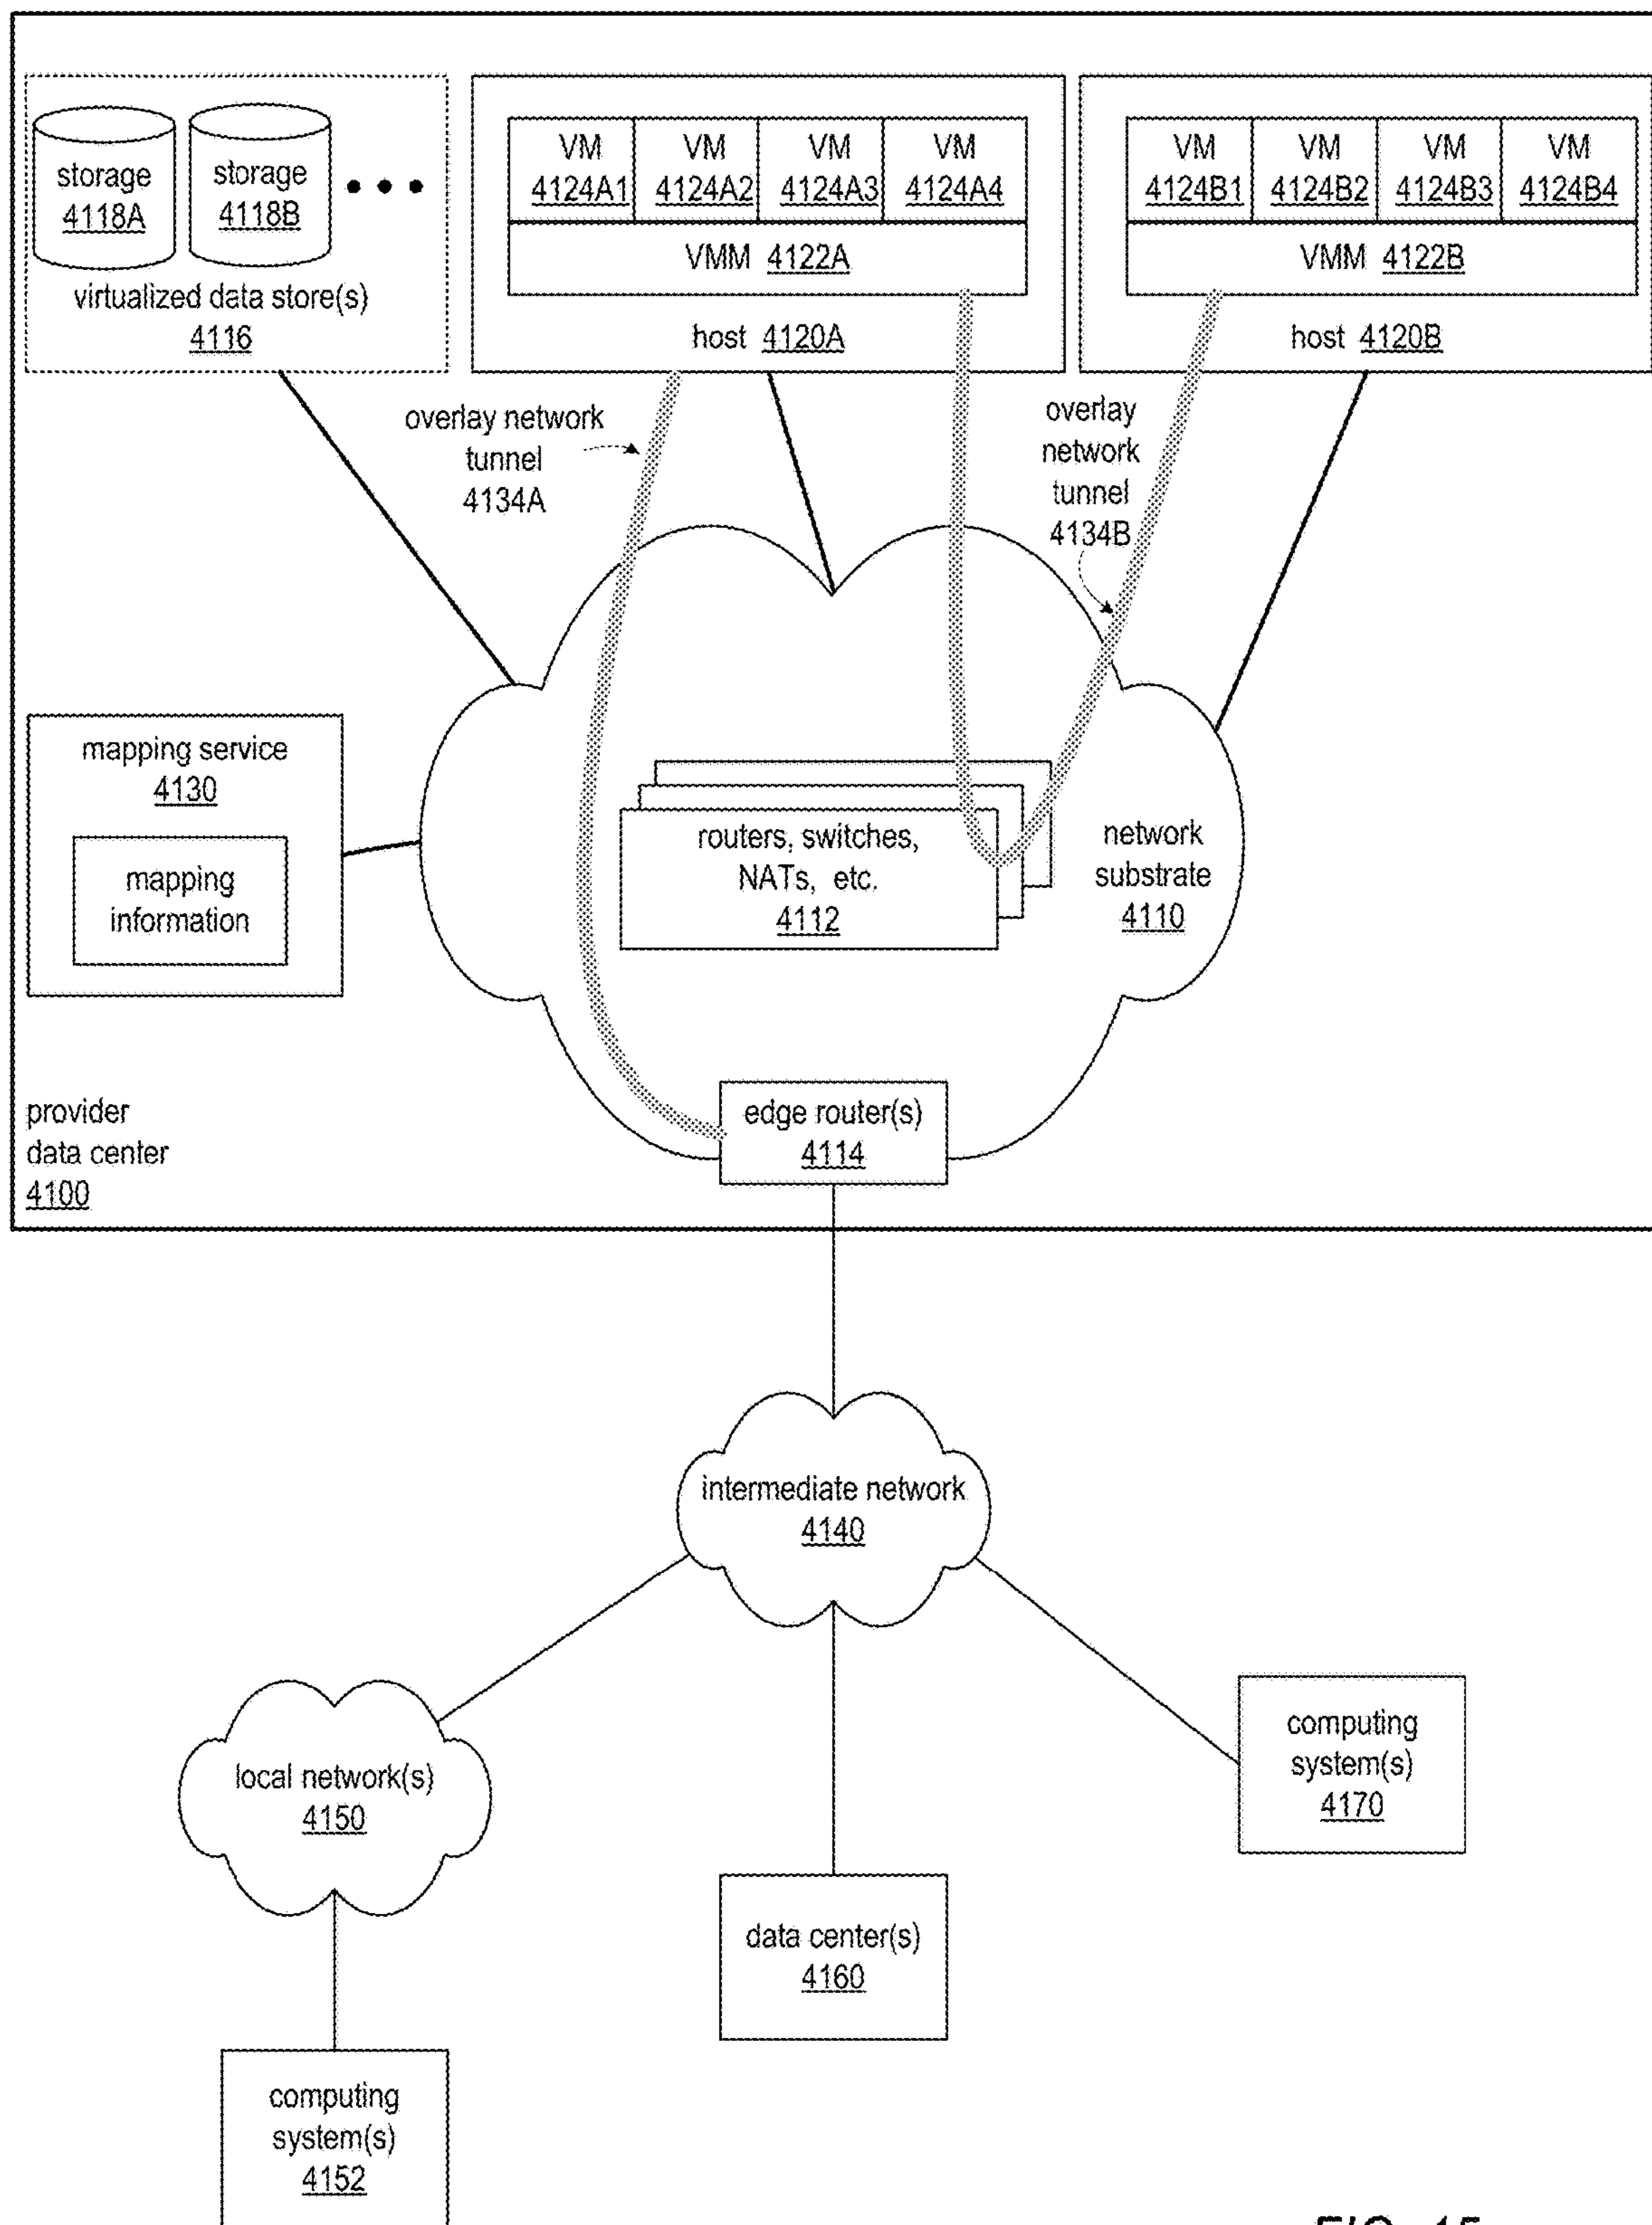 storage
4118A
storage
4118B
virtualized data store(s)
4116
VM
4124A1
VM
4124A2
VM
4124A3
VM
4124A4
VMM 4122A
host 4120A
VM
4124B1
VM
4124B2
VM
4124B3
VM
4124B4
VMM 4122B
host 4120B
overlay network
tunnel
4134A
overlay
network
tunnel
4134B
mapping service
4130
mapping
information
routers, switches,
NATs, etc.
4112
network
substrate
4110
edge router(s)
4114
provider
data center
4100
intermediate network
4140
local network(s)
4150
computing
system(s)
4170
data center(s)
4160
computing
system(s)
4152
FIG. 15